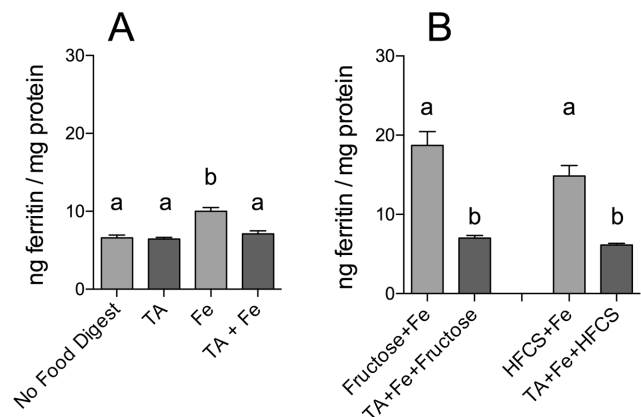 A
ng ferritin / mg protein
30
20
10
0
a
a
b
a
No Food Digest
TA
Fe
TA + Fe
B
ng ferritin / mg protein
30
20
10
0
a
b
a
b
Fructose+Fe
TA+Fe+Fructose
HFCS+Fe
TA+Fe+HFCS